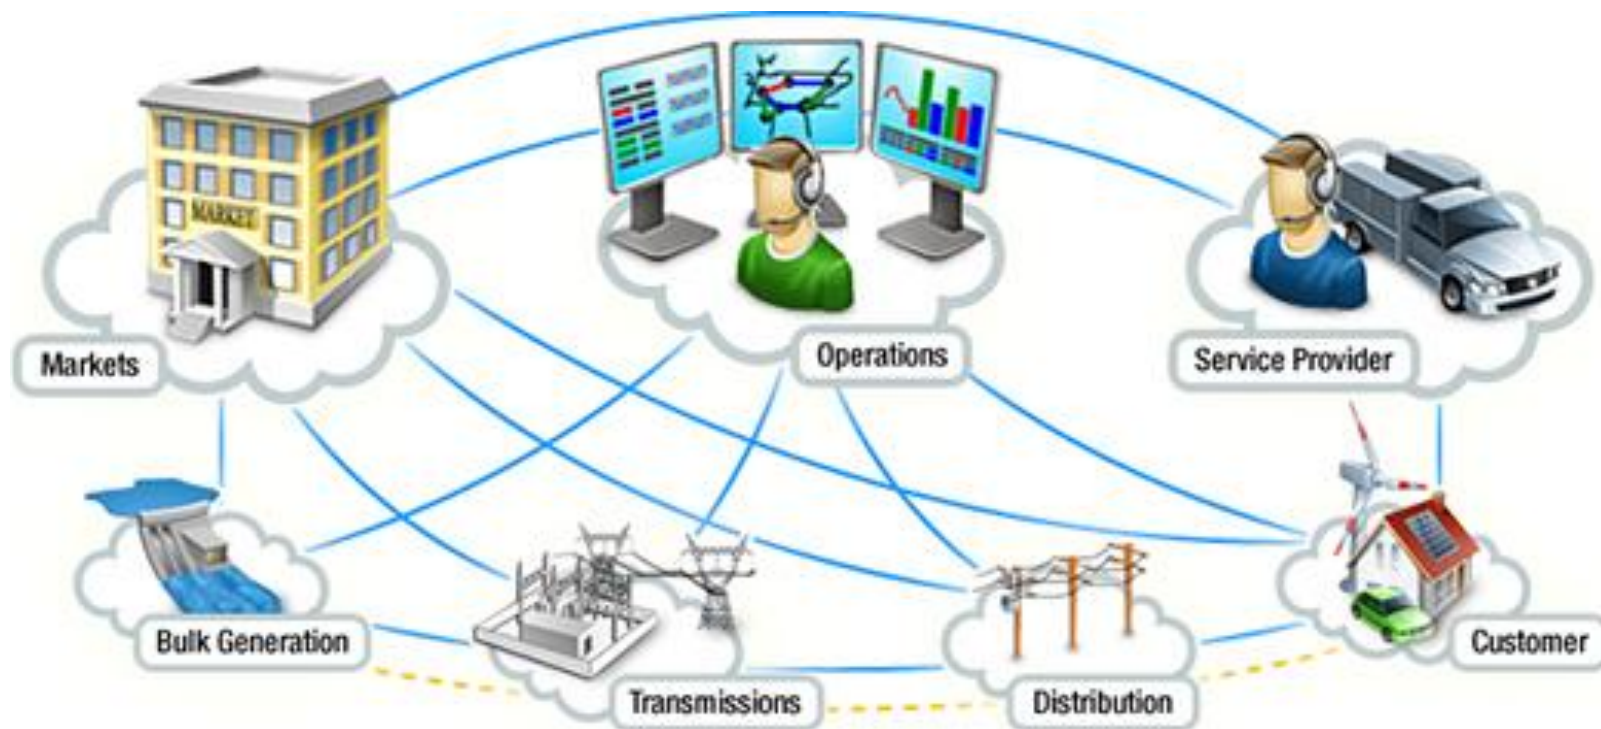 MARKET
Markets
Operations
Service Provider
Bulk Generation
Transmissions
Distribution
Customer